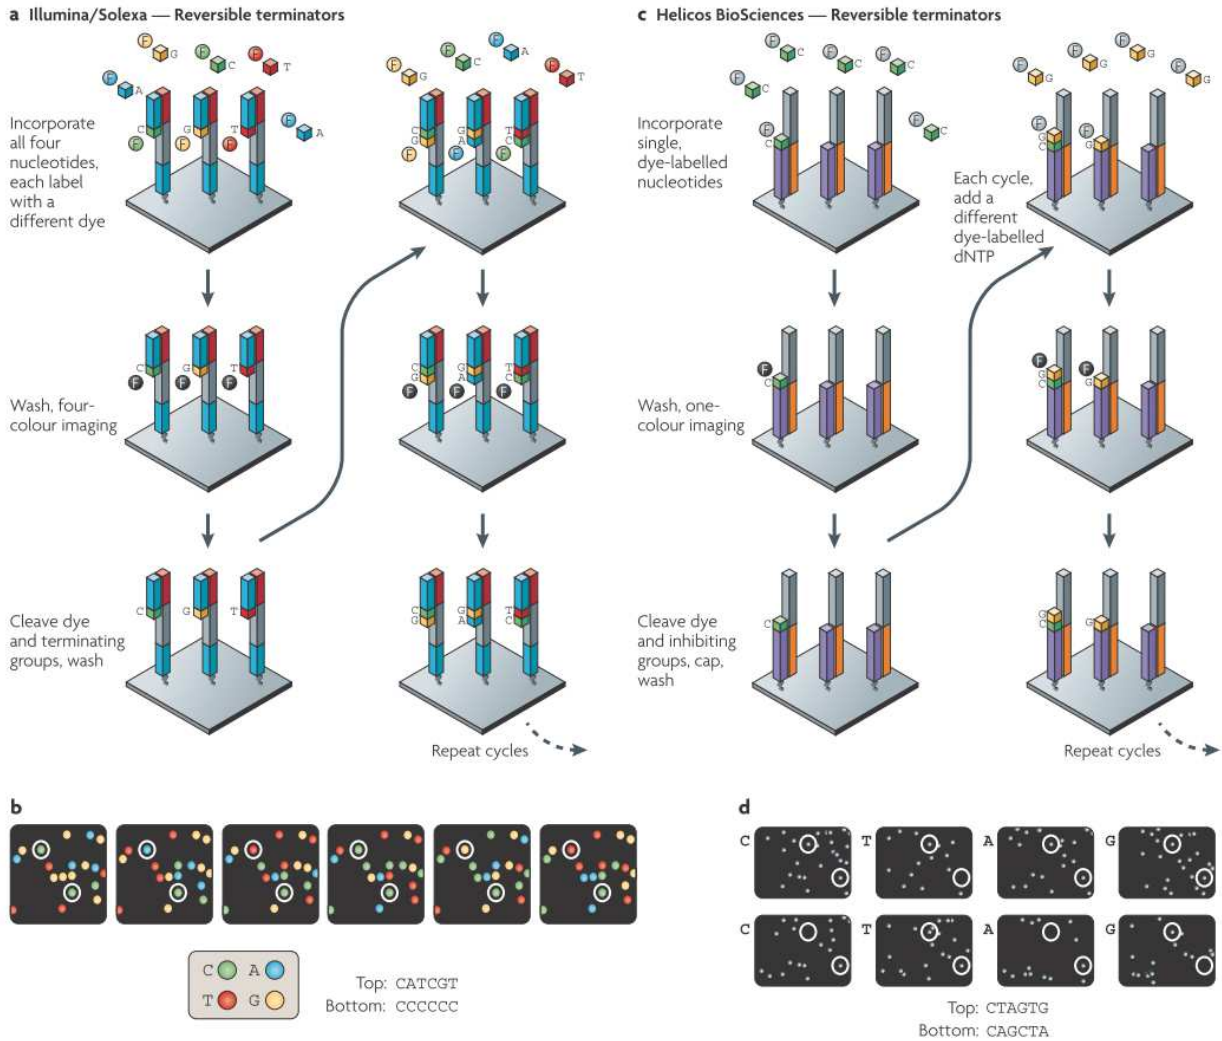 a Illumina/Solexa — Reversible terminators
F G
F C
F T
F A
F A
C G T
F F F
Incorporate
all four
nucleotides,
each label
with a
different dye
F G
F C
F A
F T
C G T
G A C
F F F
Wash, four-
colour imaging
C G T
F F F
C G T
G A C
F F F
Cleave dye
and terminating
groups, wash
C G T
C G T
G A C
Repeat cycles
c Helicos BioSciences — Reversible terminators
F C
F C
F C
F C
F C
F
C
Incorporate
single,
dye-labelled
nucleotides
Each cycle,
add a
different
dye-labelled
dNTP
F G
F G
F G
F G
F F
G G
C
Wash, one-
colour imaging
F
C
F F
G G
C
Cleave dye
and inhibiting
groups, cap,
wash
C
G G
C
Repeat cycles
b
C A
T G
Top: CATCGT
Bottom: CCCCCC
d
C T A G
C T A G
Top: CTAGTG
Bottom: CAGCTA